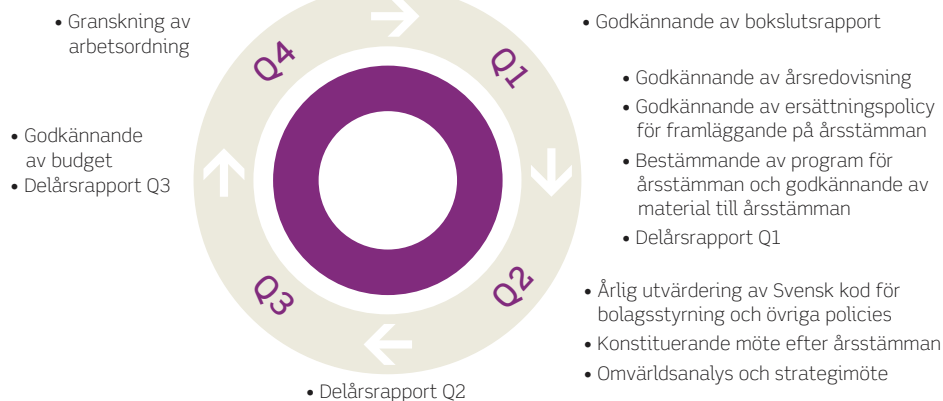 • Granskning av
arbetsordning
Q4
Q1
• Godkännande av bokslutsrapport
• Godkännande av årsredovisning
• Godkännande av ersättningspolicy
för framläggande på årsstämman
• Bestämmande av program för
årsstämman och godkännande av
material till årsstämman
• Delårsrapport Q1
• Godkännande
av budget
• Delårsrapport Q3
Q3
Q2
• Årlig utvärdering av Svensk kod för
bolagsstyrning och övriga policies
• Konstituerande möte efter årsstämman
• Omvärldsanalys och strategimöte
• Delårsrapport Q2